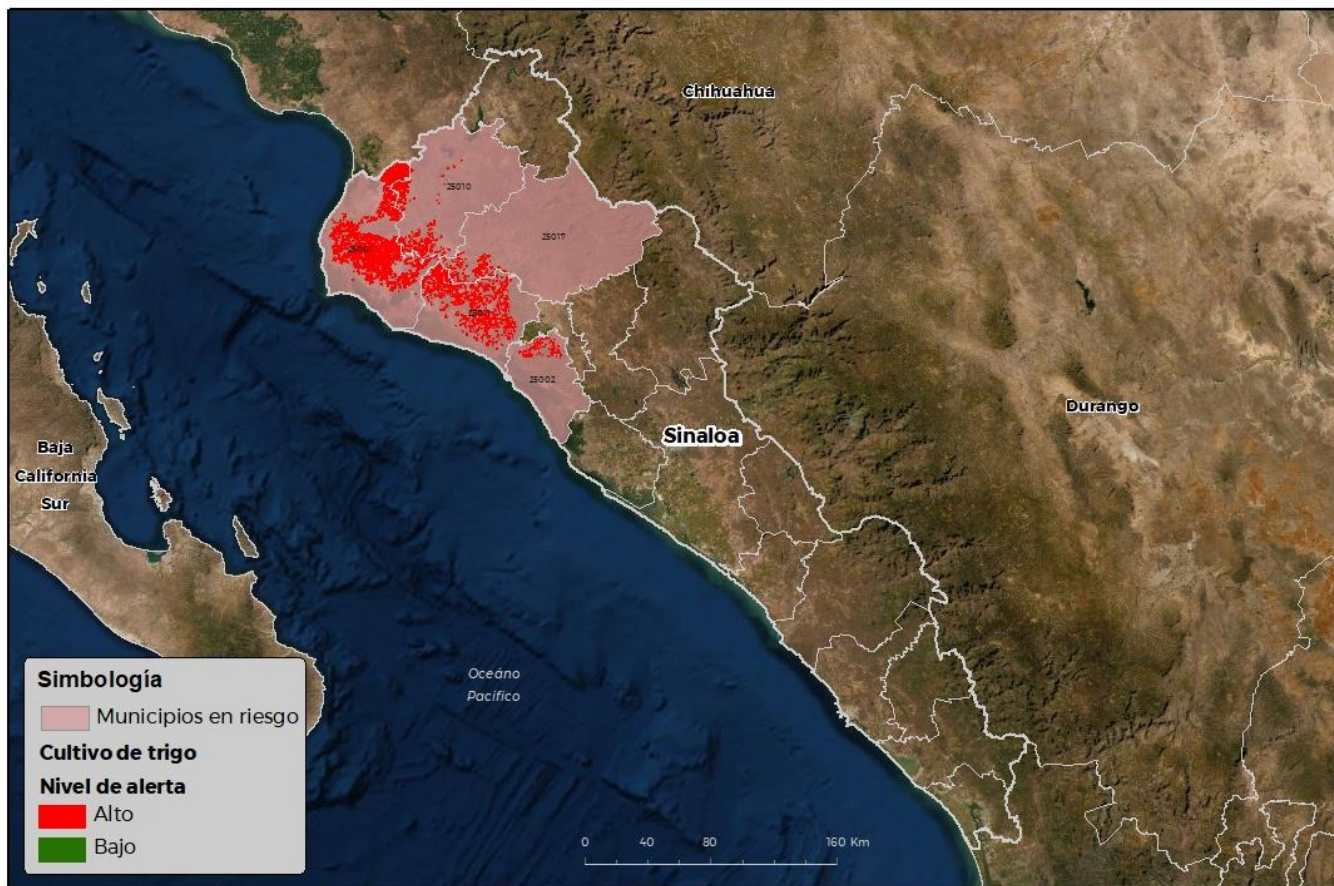 Chihuahua
25010
25017
25002
Sinaloa
Durango
Baja
California
Sur
Oceáno
Pacífico
Simbología
Municipios en riesgo
Cultivo de trigo
Nivel de alerta
Alto
Bajo
0 40 80 160 Km